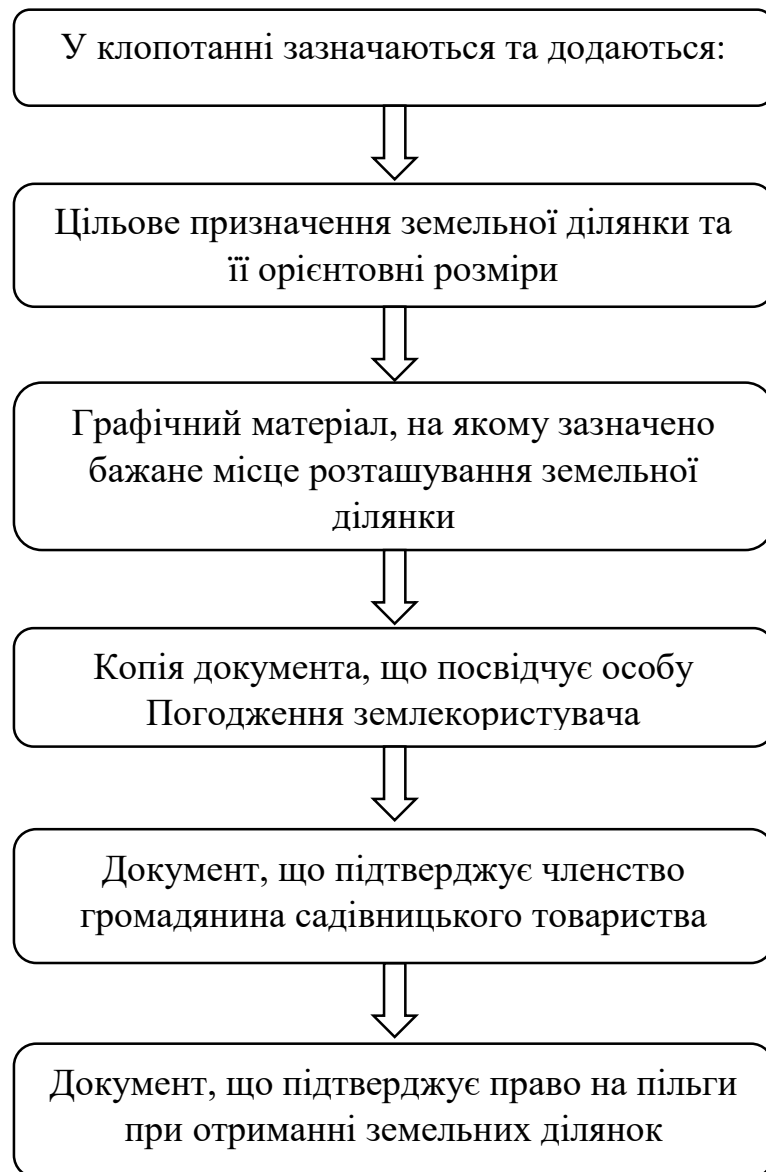 У клопотанні зазначаються та додаються:
Цільове призначення земельної ділянки та
її орієнтовні розміри
Графічний матеріал, на якому зазначено
бажане місце розташування земельної
ділянки
Копія документа, що посвідчує особу
Погодження землекористувача
Документ, що підтверджує членство
громадянина садівницького товариства
Документ, що підтверджує право на пільги
при отриманні земельних ділянок